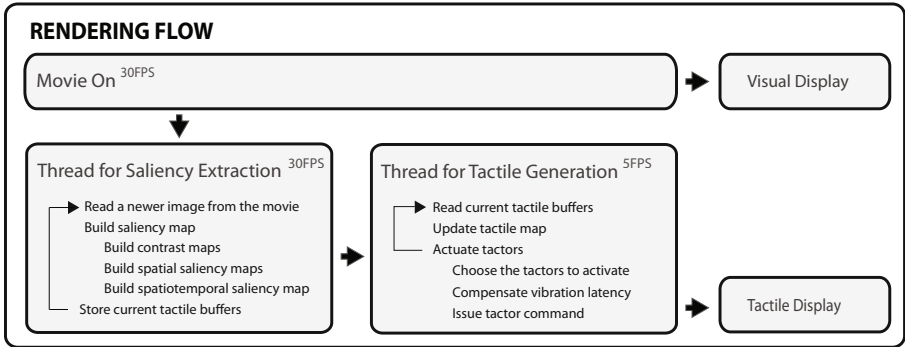 RENDERING FLOW
Movie On 30FPS
Visual Display
Thread for Saliency Extraction 30FPS
Read a newer image from the movie
Build saliency map
Build contrast maps
Build spatial saliency maps
Build spatiotemporal saliency map
Store current tactile buffers
Thread for Tactile Generation 5FPS
Read current tactile buffers
Update tactile map
Actuate tactors
Choose the tactors to activate
Compensate vibration latency
Issue tactor command
Tactile Display